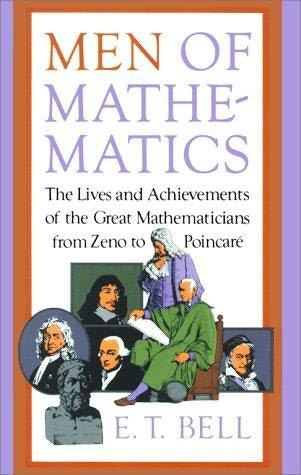 MEN OF
MATHE-
MATICS
The Lives and Achievements
of the Great Mathematicians
from Zeno to Poincaré
E. T. BELL